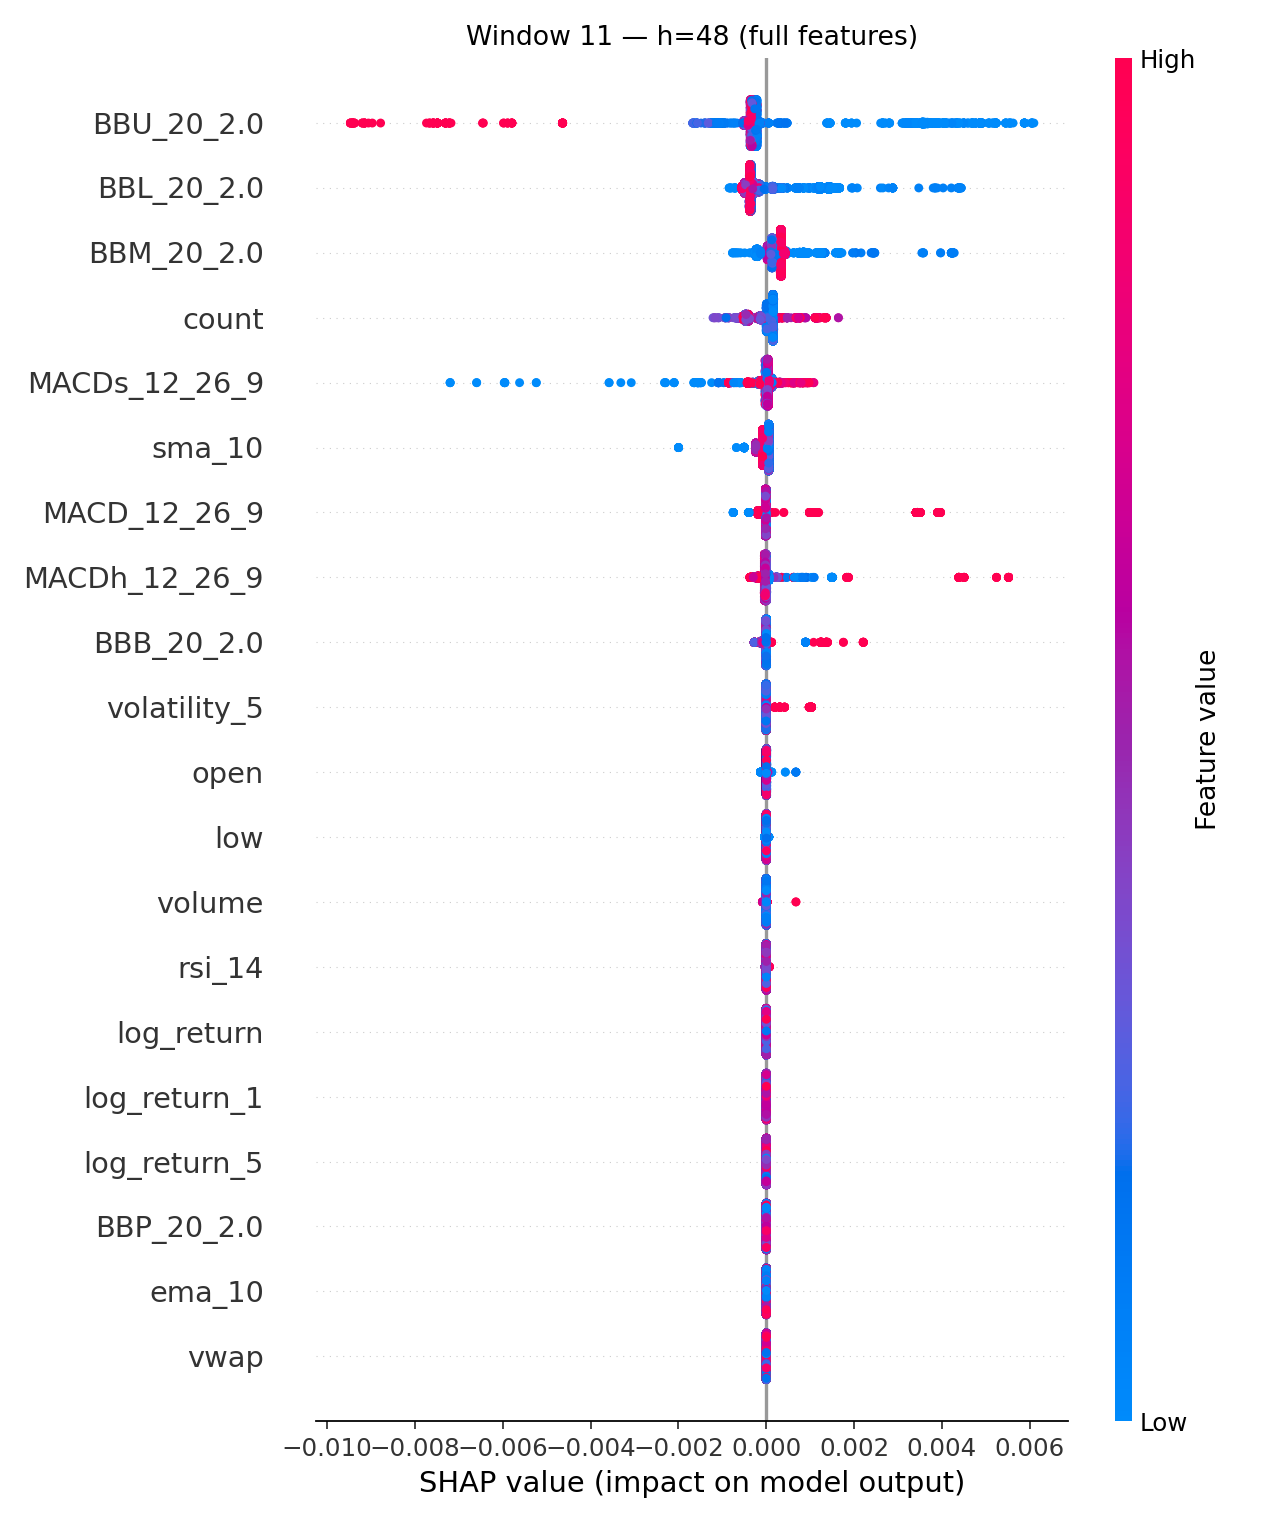 Window 11 — h=48 (full features)
High
BBU_20_2.0
BBL_20_2.0
BBM_20_2.0
count
MACDs_12_26_9
sma_10
MACD_12_26_9
MACDh_12_26_9
BBB_20_2.0
volatility_5
open
low
volume
rsi_14
log_return
log_return_1
log_return_5
BBP_20_2.0
ema_10
vwap
Feature value
Low
−0.010 −0.008 −0.006 −0.004 −0.002 0.000 0.002 0.004 0.006
SHAP value (impact on model output)